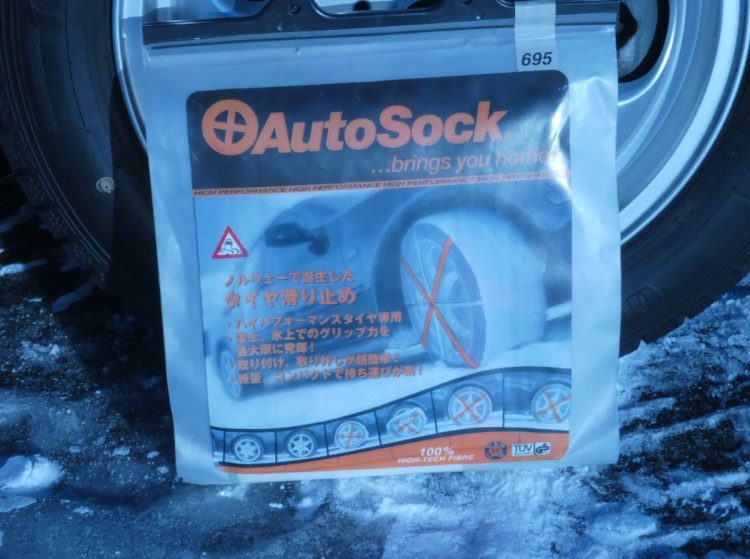 695
AutoSock
...brings you home
HIGH PERFORMANCE HIGH PERFORMANCE HIGH PERFORMANCE HIGH PERFORMANCE
ノルウェーで誕生した
タイヤ滑り止め
・ハイパフォーマンスタイヤ専用
・雪上、氷上でのグリップ力を
最大限に発揮!
・取り付け、取り外しが超簡単!
・軽量、コンパクトで持ち運びが楽!
100%
HIGH-TECH FIBRE
TÜV GS